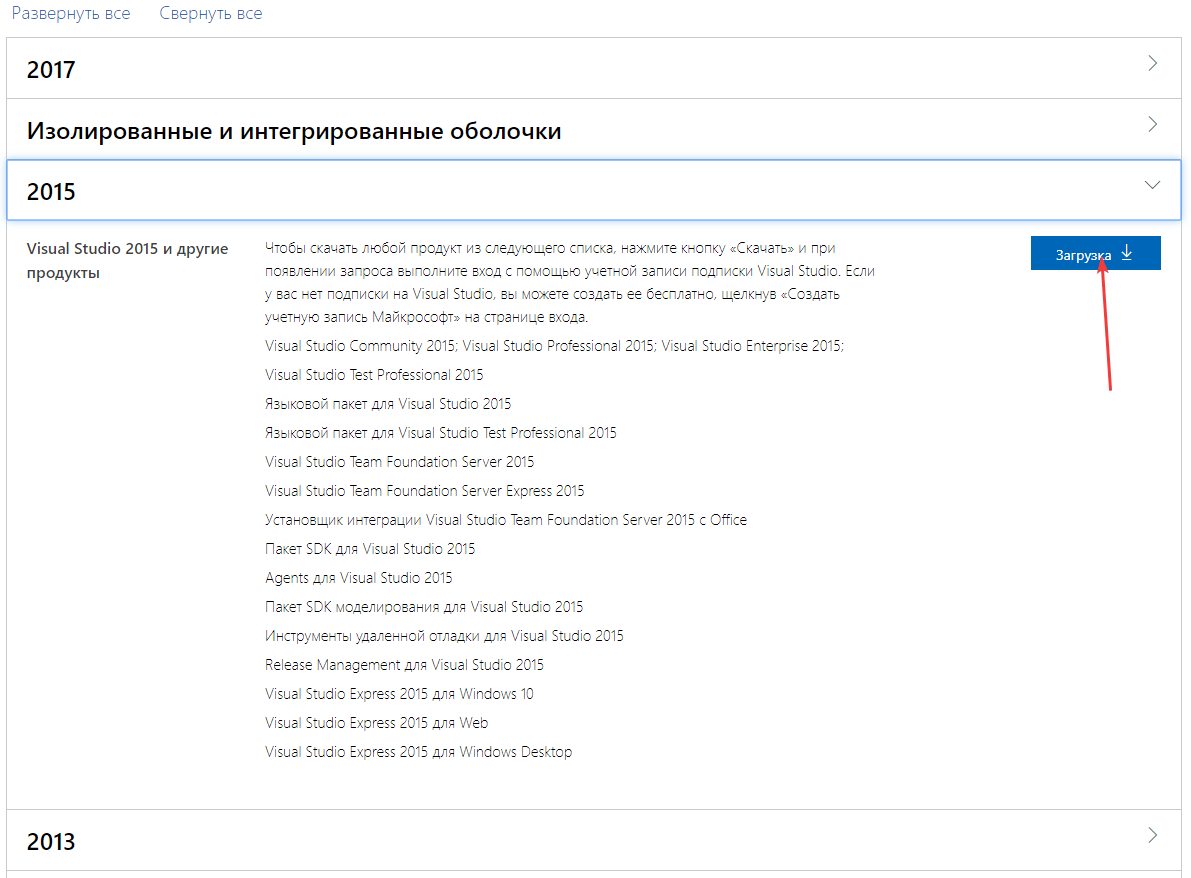 Развернуть все Свернуть все
2017
Изолированные и интегрированные оболочки
2015
Visual Studio 2015 и другие
продукты
Чтобы скачать любой продукт из следующего списка, нажмите кнопку «Скачать» и при
появлении запроса выполните вход с помощью учетной записи подписки Visual Studio. Если
у вас нет подписки на Visual Studio, вы можете создать ее бесплатно, щелкнув «Создать
учетную запись Майкрософт» на странице входа.
Visual Studio Community 2015; Visual Studio Professional 2015; Visual Studio Enterprise 2015;
Visual Studio Test Professional 2015
Языковой пакет для Visual Studio 2015
Языковой пакет для Visual Studio Test Professional 2015
Visual Studio Team Foundation Server 2015
Visual Studio Team Foundation Server Express 2015
Установщик интеграции Visual Studio Team Foundation Server 2015 с Office
Пакет SDK для Visual Studio 2015
Agents для Visual Studio 2015
Пакет SDK моделирования для Visual Studio 2015
Инструменты удаленной отладки для Visual Studio 2015
Release Management для Visual Studio 2015
Visual Studio Express 2015 для Windows 10
Visual Studio Express 2015 для Web
Visual Studio Express 2015 для Windows Desktop
Загрузка
2013